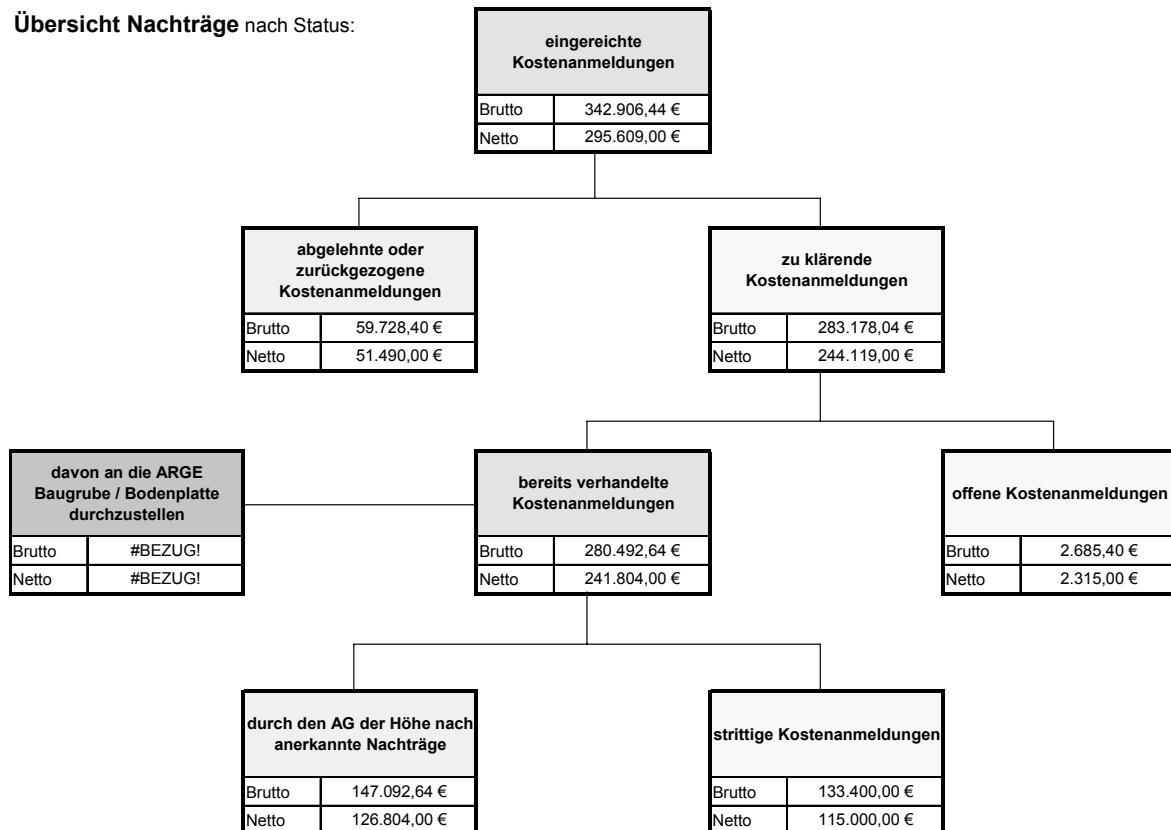 Übersicht Nachträge nach Status:
eingereichte
Kostenanmeldungen
Brutto 342.906,44 €
Netto 295.609,00 €
abgelehnte oder
zurückgezogene
Kostenanmeldungen
Brutto 59.728,40 €
Netto 51.490,00 €
zu klärende
Kostenanmeldungen
Brutto 283.178,04 €
Netto 244.119,00 €
davon an die ARGE
Baugrube / Bodenplatte
durchzustellen
Brutto #BEZUG!
Netto #BEZUG!
bereits verhandelte
Kostenanmeldungen
Brutto 280.492,64 €
Netto 241.804,00 €
offene Kostenanmeldungen
Brutto 2.685,40 €
Netto 2.315,00 €
durch den AG der Höhe nach
anerkannte Nachträge
Brutto 147.092,64 €
Netto 126.804,00 €
strittige Kostenanmeldungen
Brutto 133.400,00 €
Netto 115.000,00 €